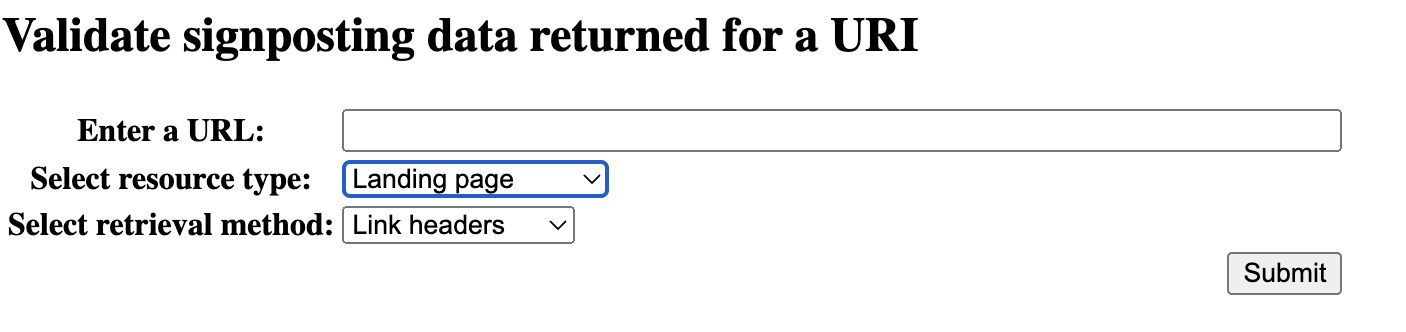 Validate signposting data returned for a URI
Enter a URL:
Select resource type: Landing page
Select retrieval method: Link headers
Submit